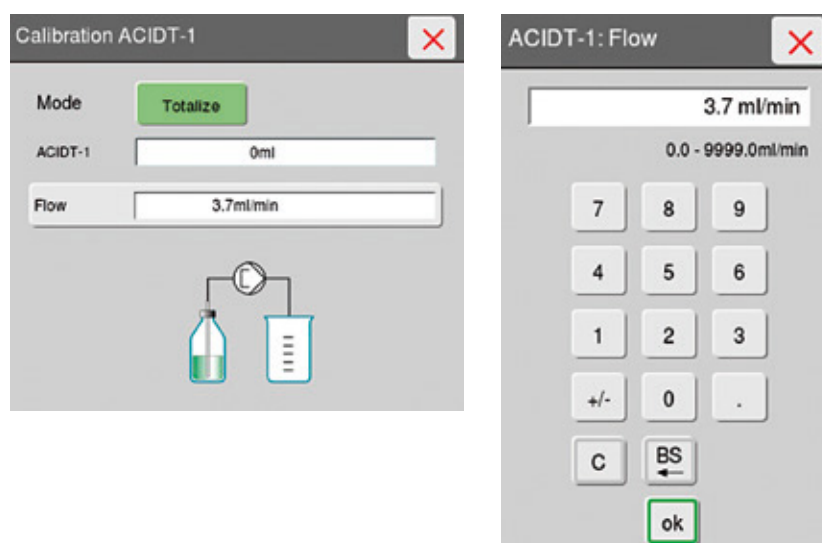 Calibration ACIDT-1
Mode Totalize
ACIDT-1 0ml
Flow 3.7ml/min
ACIDT-1: Flow
3.7 ml/min
0.0 - 9999.0ml/min
7 8 9
4 5 6
1 2 3
+/- 0 .
C BS
ok